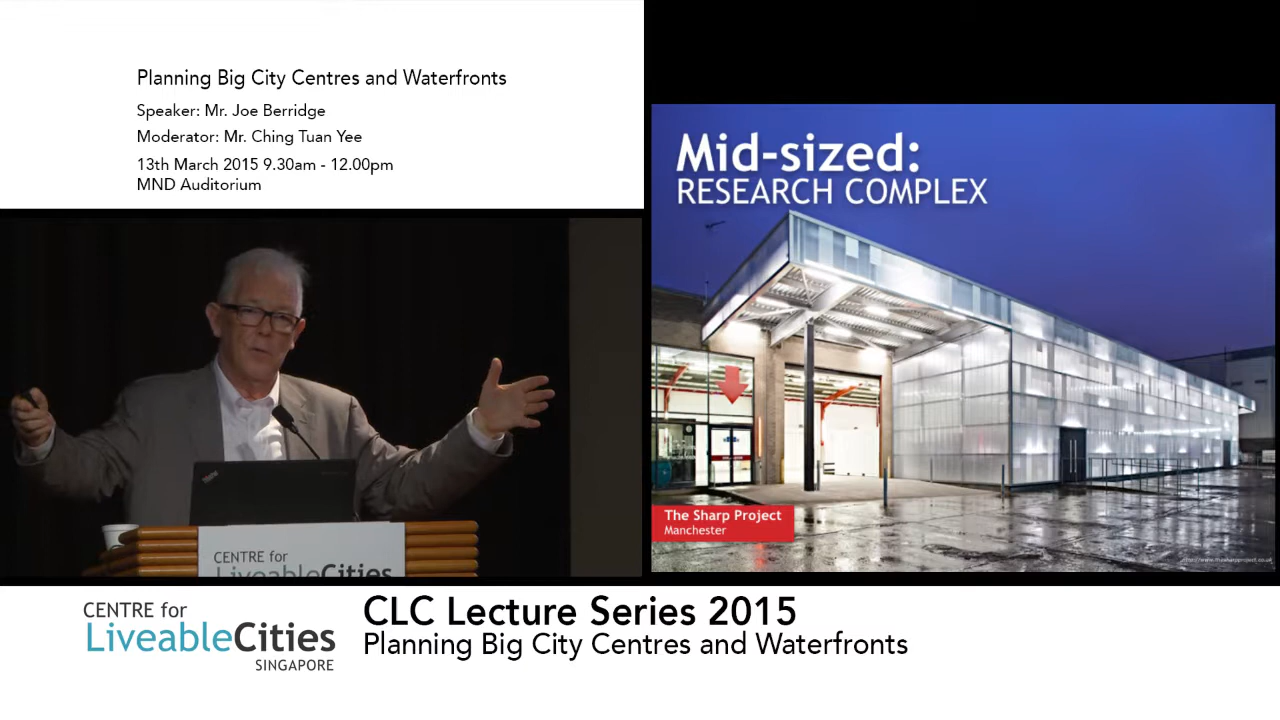 Planning Big City Centres and Waterfronts
Speaker: Mr. Joe Berridge
Moderator: Mr. Ching Tuan Yee
13th March 2015 9.30am - 12.00pm
MND Auditorium
Mid-sized:
RESEARCH COMPLEX
The Sharp Project
Manchester
ThinkPad
CENTRE for
LiveableCities
CENTRE for
LiveableCities
SINGAPORE
CLC Lecture Series 2015
Planning Big City Centres and Waterfronts